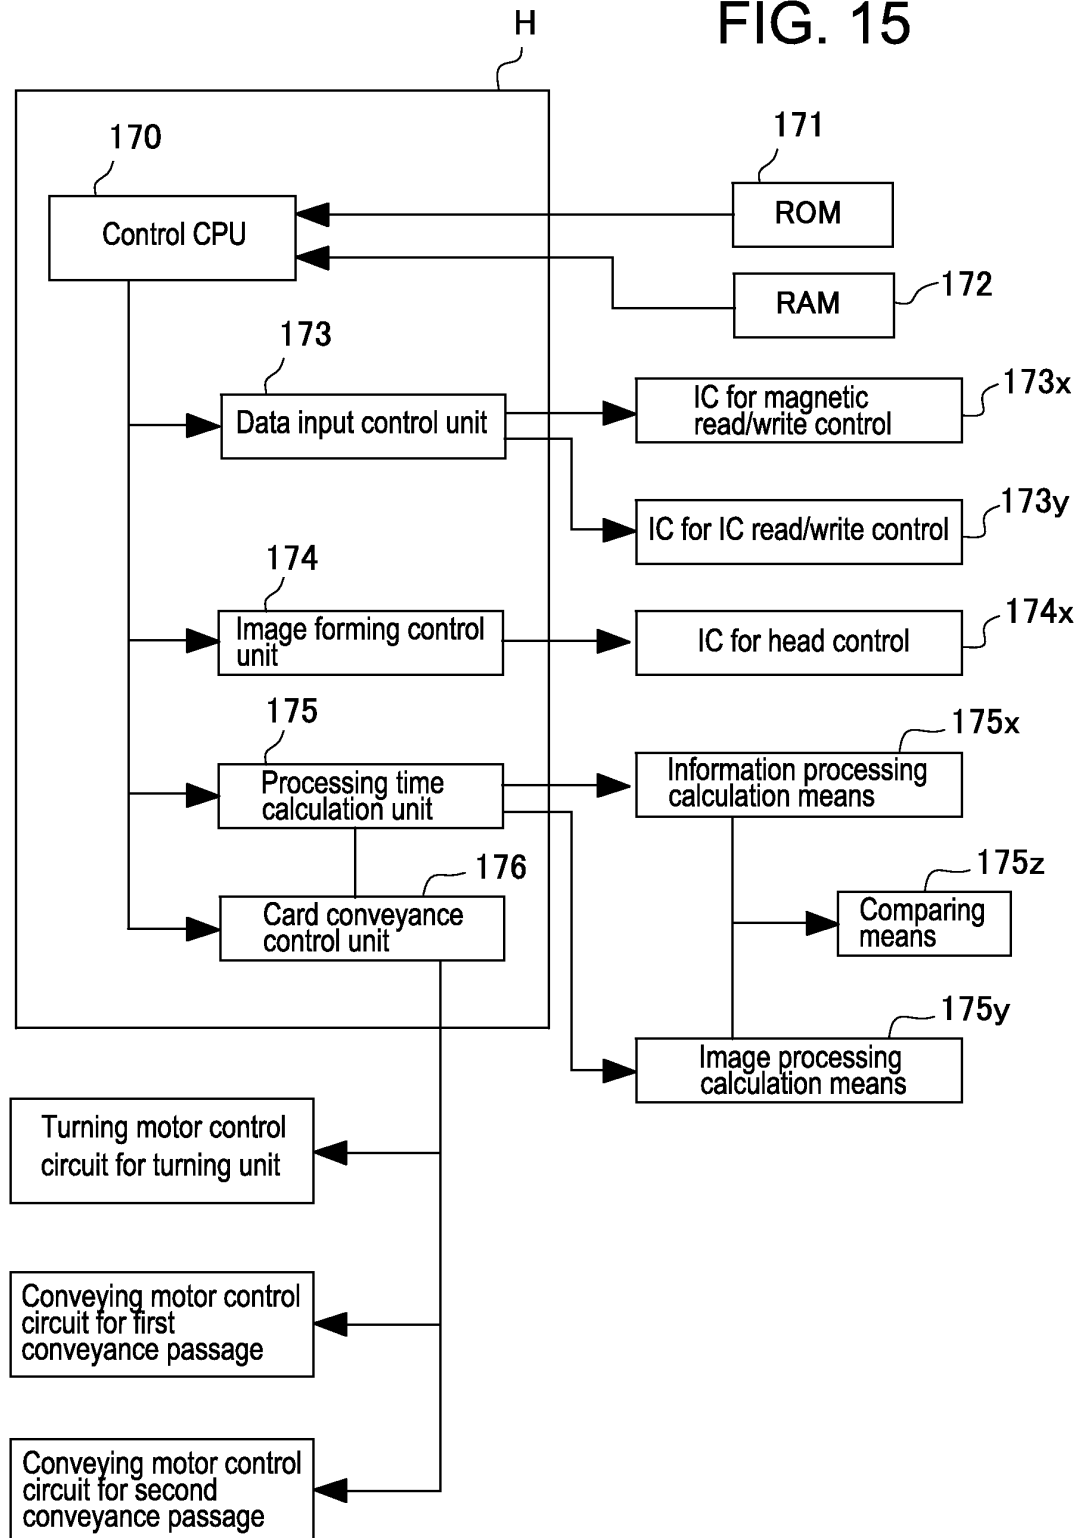 FIG. 15
H
170
Control CPU
171
ROM
172
RAM
173
Data input control unit
173x
IC for magnetic
read/write control
173y
IC for IC read/write control
174
Image forming control
unit
174x
IC for head control
175
Processing time
calculation unit
175x
Information processing
calculation means
175z
Comparing
means
176
Card conveyance
control unit
175y
Image processing
calculation means
Turning motor control
circuit for turning unit
Conveying motor control
circuit for first
conveyance passage
Conveying motor control
circuit for second
conveyance passage